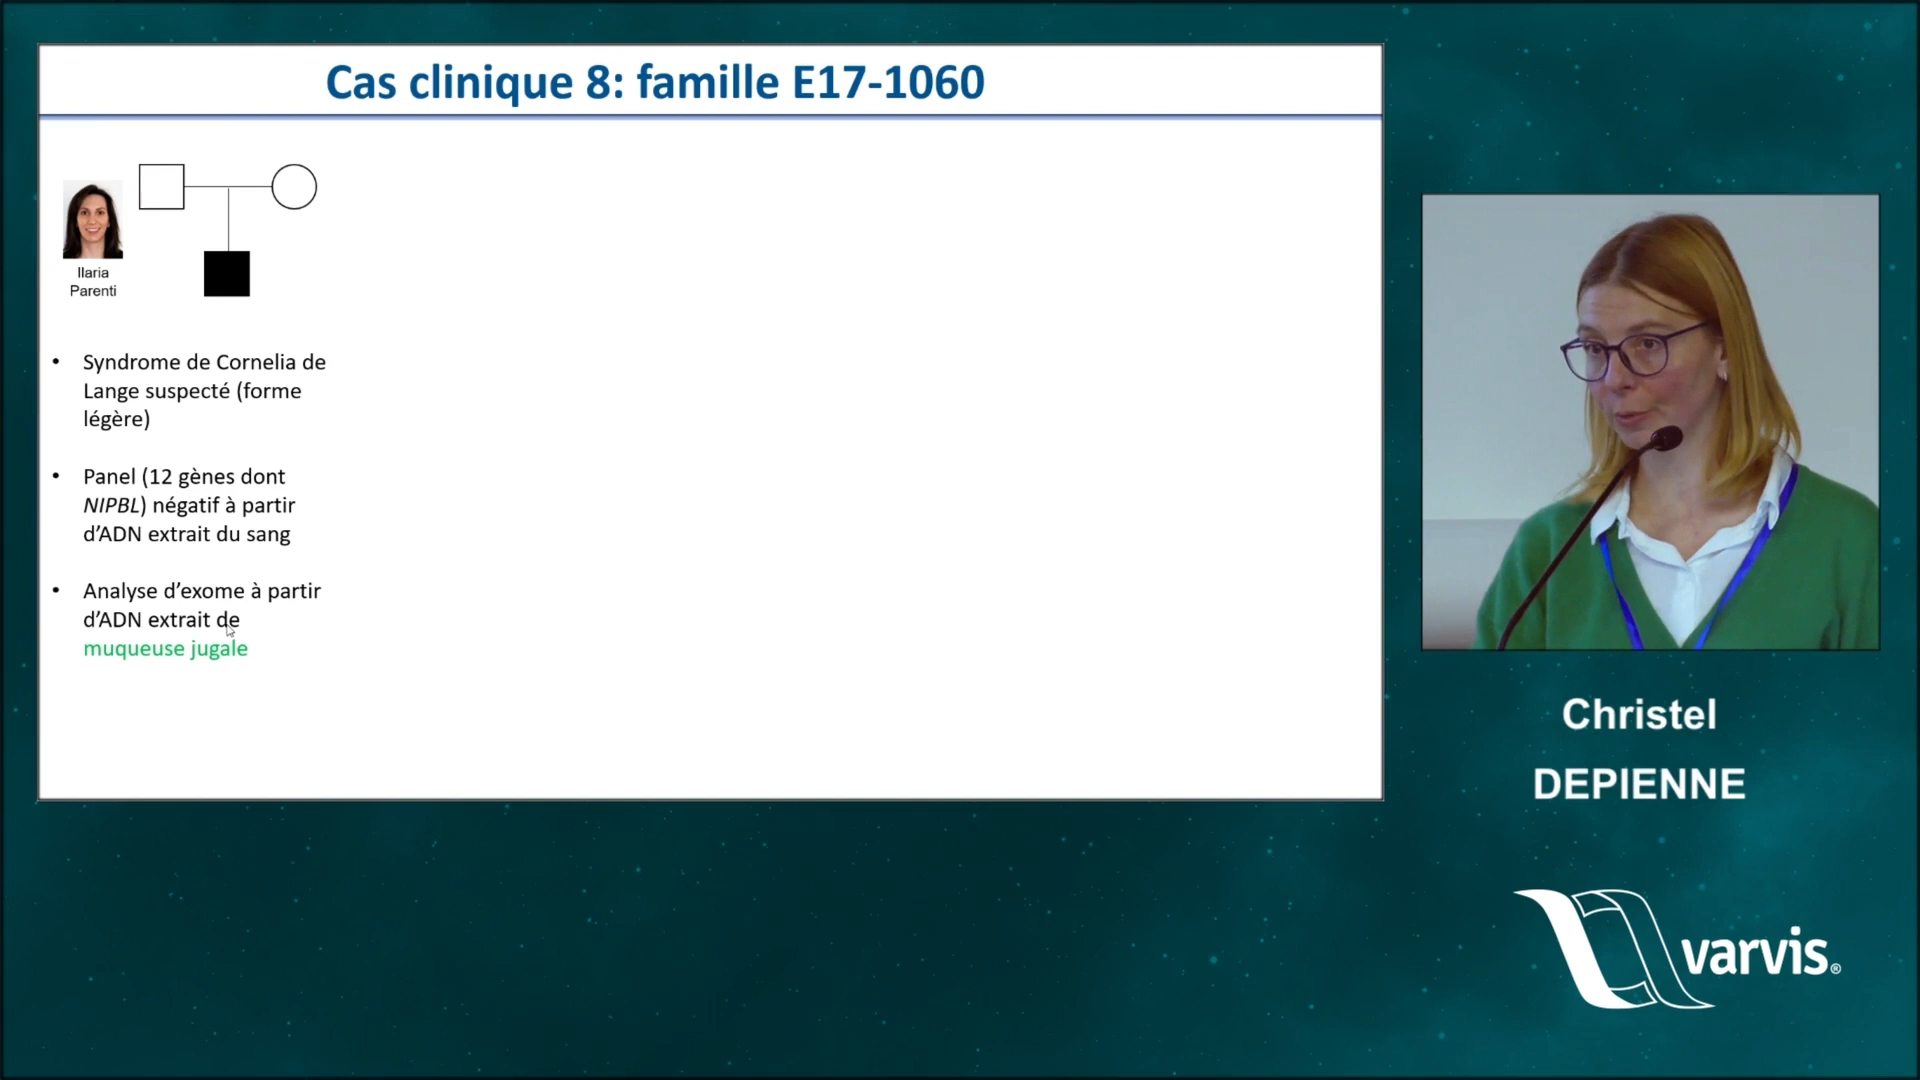 Cas clinique 8: famille E17-1060
Ilaria
Parenti
• Syndrome de Cornelia de
Lange suspecté (forme
légère)
• Panel (12 gènes dont
NIPBL) négatif à partir
d’ADN extrait du sang
• Analyse d’exome à partir
d’ADN extrait de
muqueuse jugale
Christel
DEPIENNE
varvis®